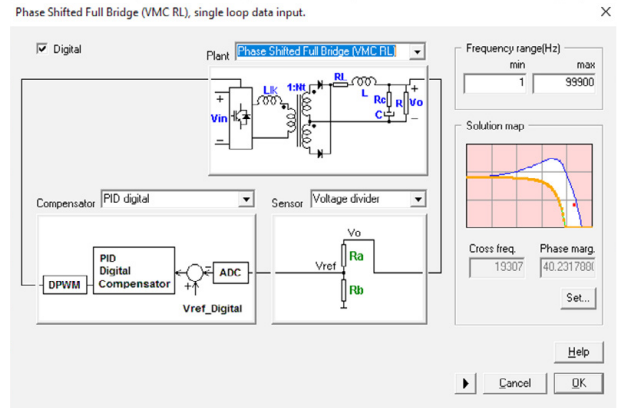 Phase Shifted Full Bridge (VMC RL), single loop data input.
Digital
Plant Phase Shifted Full Bridge (VMC RL)
Vin
Llk
1:Nt
RL
L
Rc
C
R
Vo
Compensator PID digital
DPWM
PID
Digital
Compensator
ADC
Vref_Digital
Sensor Voltage divider
Vo
Vref
Ra
Rb
Frequency range(Hz)
min max
1 99900
Solution map
Cross freq. Phase marg.
19307
Set...
Help
Cancel OK